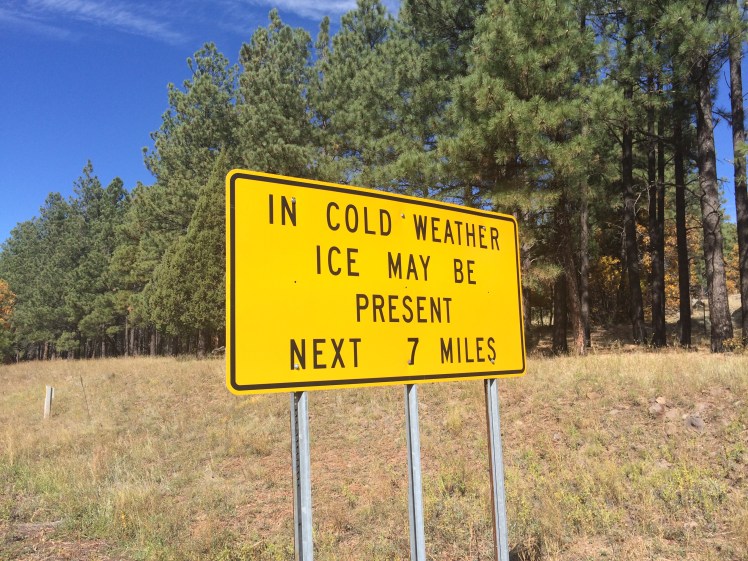 IN COLD WEATHER
ICE MAY BE
PRESENT
NEXT 7 MILES